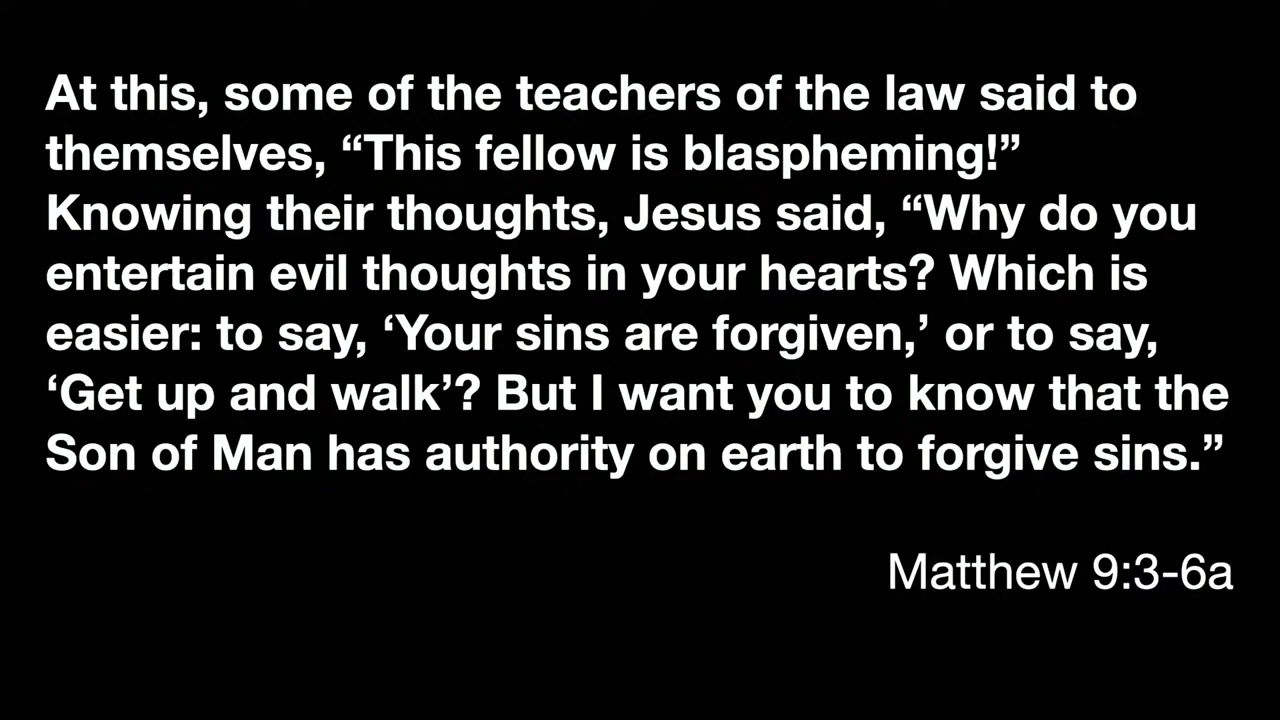 At this, some of the teachers of the law said to
themselves, “This fellow is blaspheming!”
Knowing their thoughts, Jesus said, “Why do you
entertain evil thoughts in your hearts? Which is
easier: to say, ‘Your sins are forgiven,’ or to say,
‘Get up and walk’? But I want you to know that the
Son of Man has authority on earth to forgive sins.”
Matthew 9:3-6a